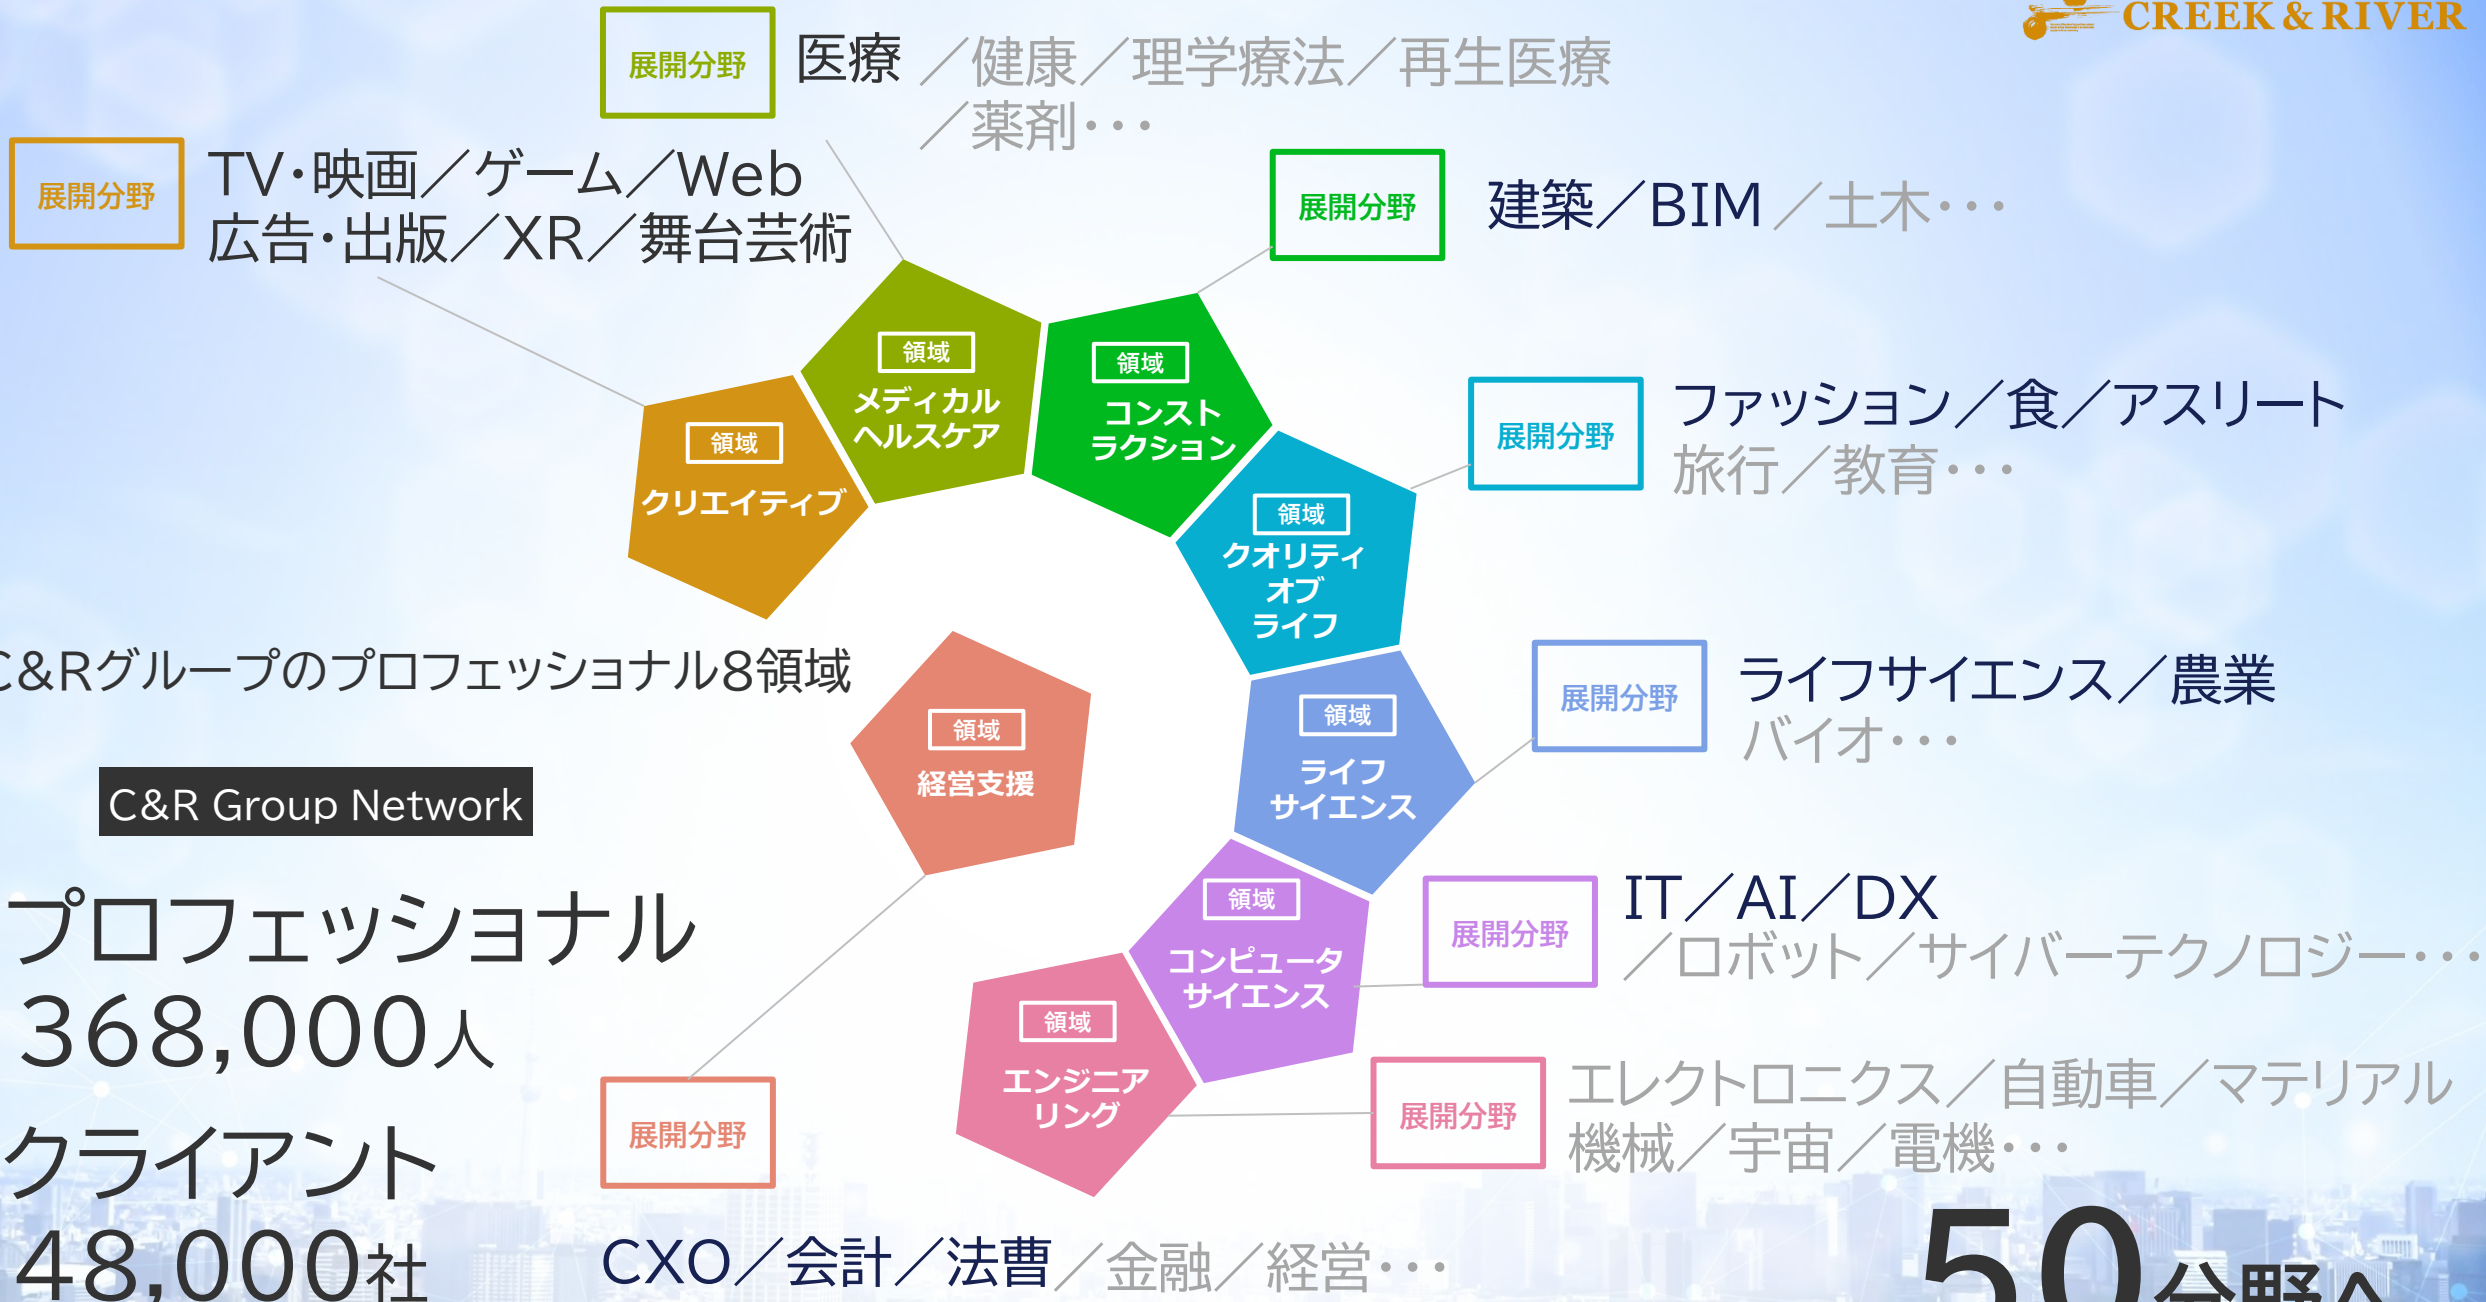 CREEK & RIVER
展開分野
医療／健康／理学療法／再生医療
／薬剤･･･
展開分野
TV・映画／ゲーム／Web
広告・出版／XR／舞台芸術
展開分野
建築／BIM／土木･･･
領域
メディカル
ヘルスケア
領域
コンスト
ラクション
領域
クリエイティブ
展開分野
ファッション／食／アスリート
旅行／教育･･･
領域
クオリティ
オブ
ライフ
C&Rグループのプロフェッショナル8領域
領域
経営支援
領域
ライフ
サイエンス
展開分野
ライフサイエンス／農業
バイオ･･･
C&R Group Network
プロフェッショナル
368,000人
クライアント
48,000社
領域
コンピュータ
サイエンス
展開分野
IT／AI／DX
／ロボット／サイバーテクノロジー･･･
領域
エンジニア
リング
展開分野
エレクトロニクス／自動車／マテリアル
機械／宇宙／電機･･･
展開分野
CXO／会計／法曹／金融／経営･･･
50分野へ